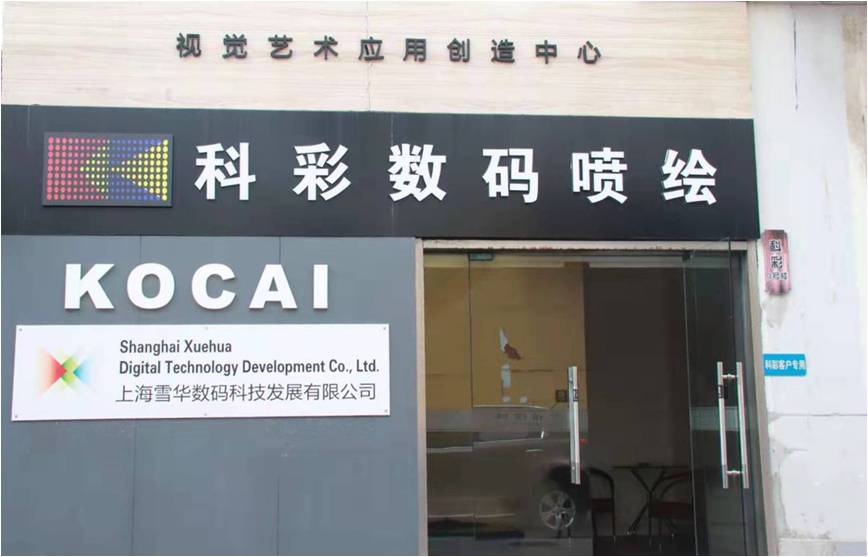 视觉艺术应用创造中心
科彩数码喷绘
KOCAI
Shanghai Xuehua
Digital Technology Development Co., Ltd.
上海雪华数码科技发展有限公司
科彩
科彩客户专用